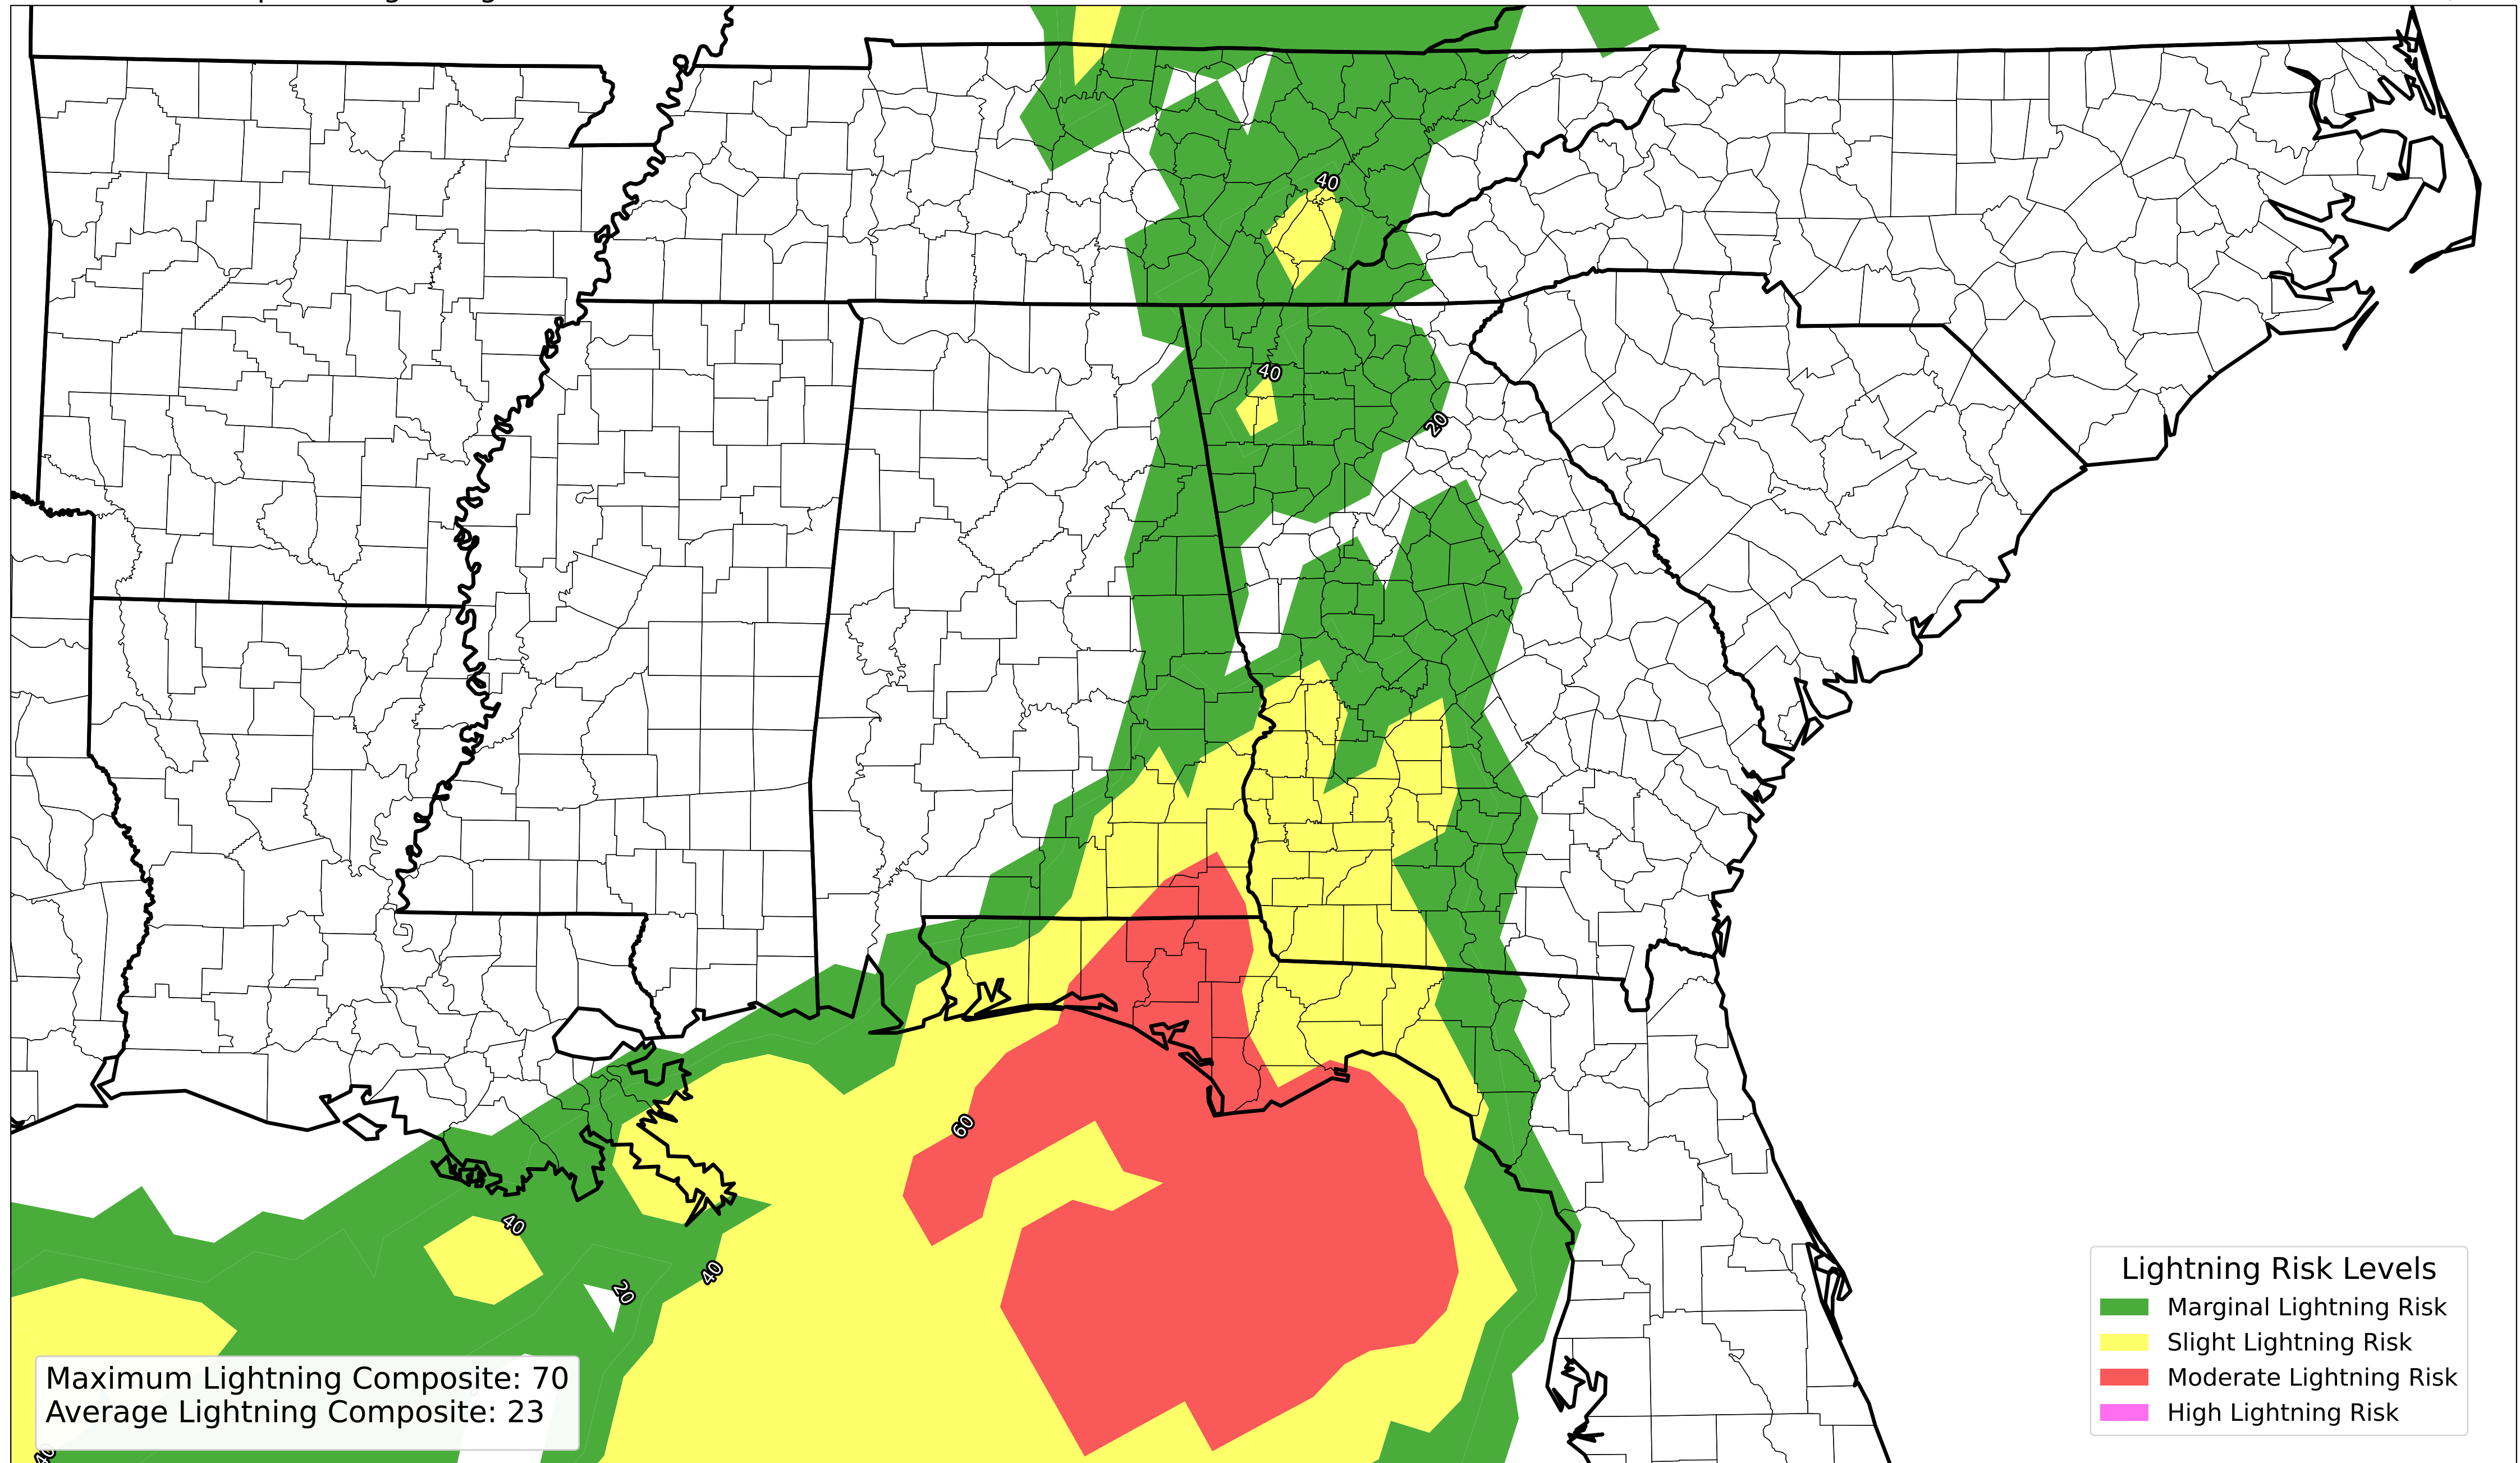 40
40
20
60
40
40
20
40
Lightning Risk Levels
Marginal Lightning Risk
Slight Lightning Risk
Moderate Lightning Risk
High Lightning Risk
Maximum Lightning Composite: 70
Average Lightning Composite: 23